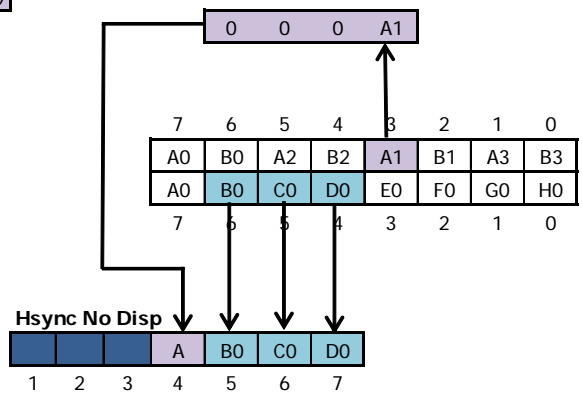 0 0 0 A1
7 6 5 4 3 2 1 0
A0 B0 A2 B2 A1 B1 A3 B3
A0 B0 C0 D0 E0 F0 G0 H0
7 6 5 4 3 2 1 0
Hsync No Disp
A B0 C0 D0
1 2 3 4 5 6 7